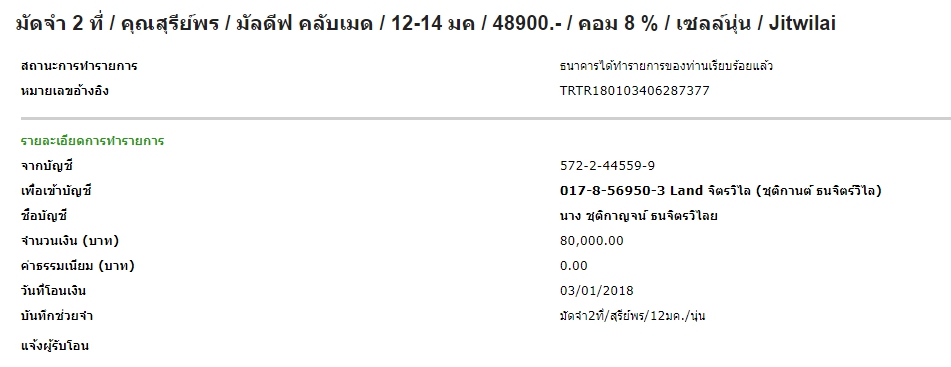 มัดจำ 2 ที่ / คุณสุรีย์พร / มัลดีฟ คลับเมด / 12-14 มค / 48900.- / คอม 8 % / เซลล์นุ่น / Jitwilai
สถานะการทำรายการ ธนาคารได้ทำรายการของท่านเรียบร้อยแล้ว
หมายเลขอ้างอิง TRTR180103406287377
รายละเอียดการทำรายการ
จากบัญชี 572-2-44559-9
เพื่อเข้าบัญชี 017-8-56950-3 Land จิตรวิไล (ชุติกานต์ ธนจิตร์วิไล)
ชื่อบัญชี นาง ชุติกาญจน์ ธนจิตรวิไลย
จำนวนเงิน (บาท) 80,000.00
ค่าธรรมเนียม (บาท) 0.00
วันที่โอนเงิน 03/01/2018
บันทึกช่วยจำ มัดจำ2ที่/สุรีย์พร/12มค./นุ่น
แจ้งผู้รับโอน